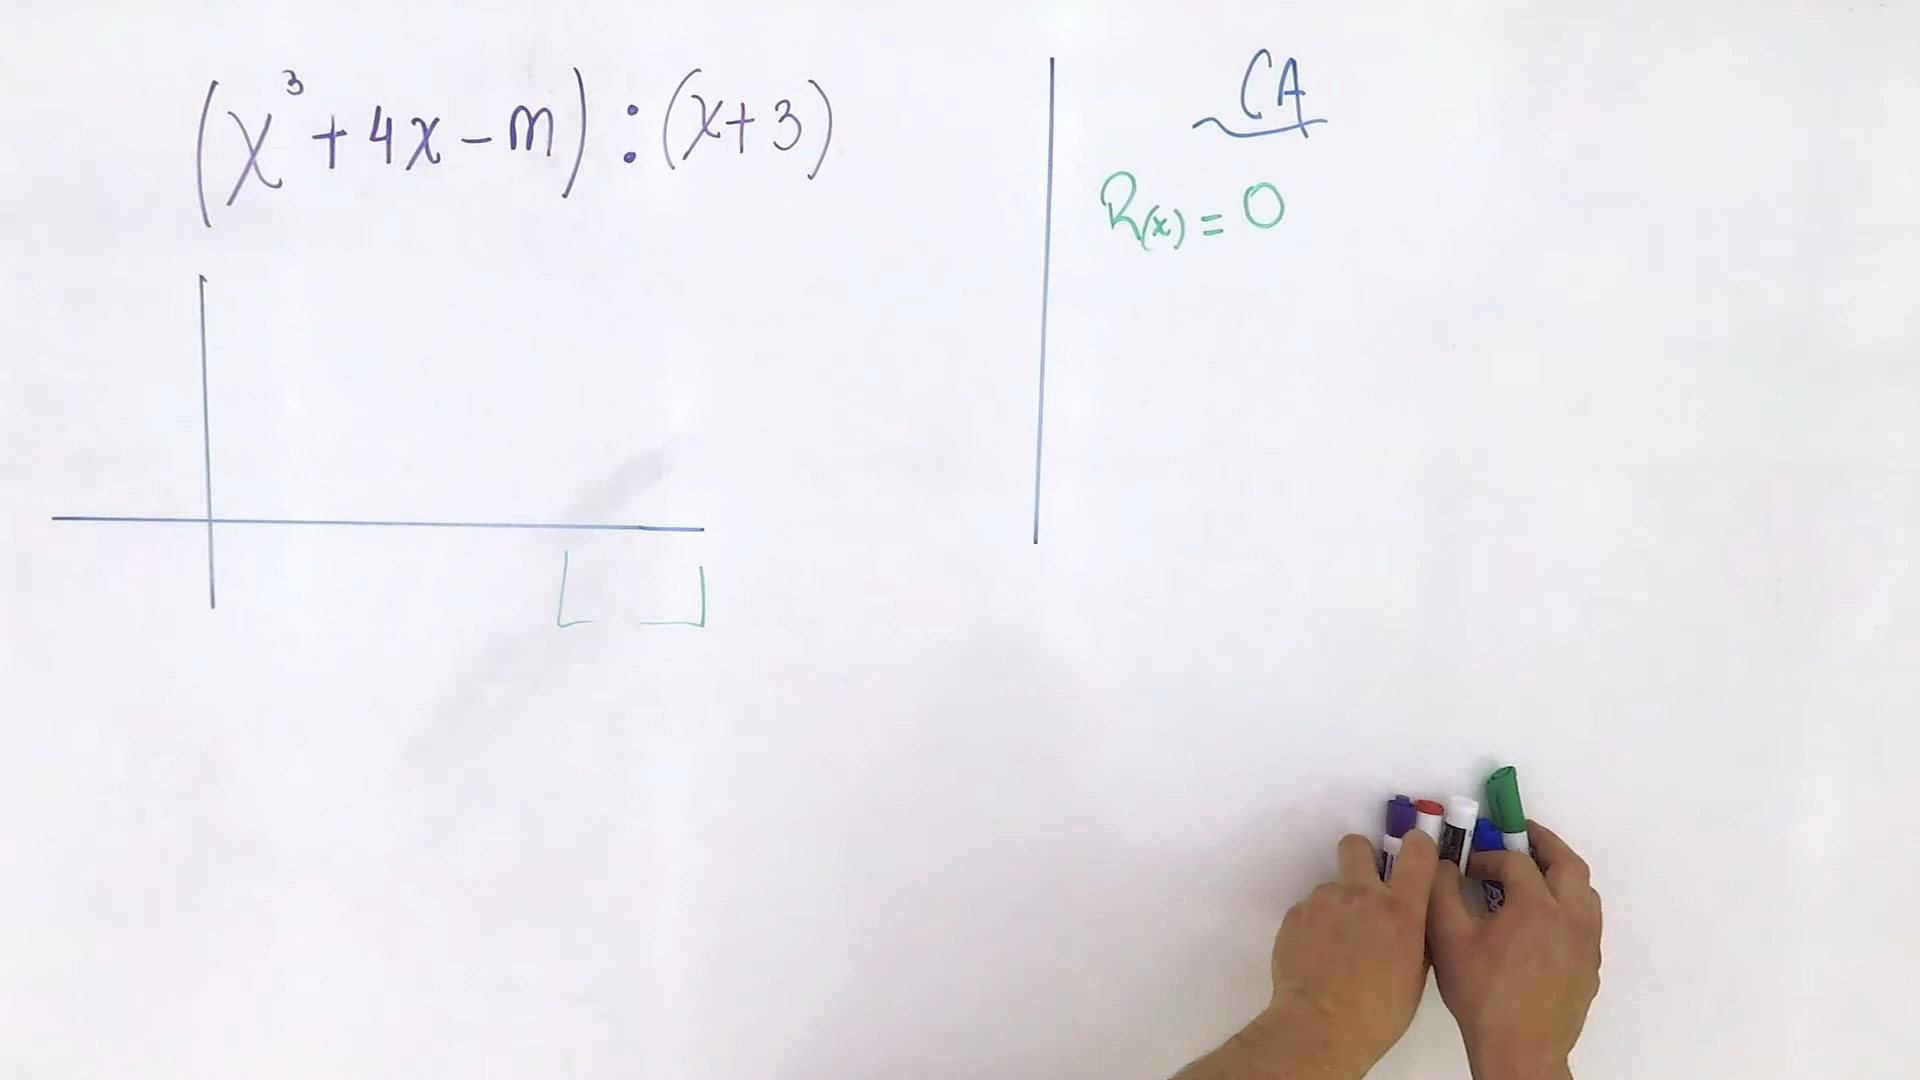 (x³ + 4x - m) : (x + 3)
CA
R(x) = 0